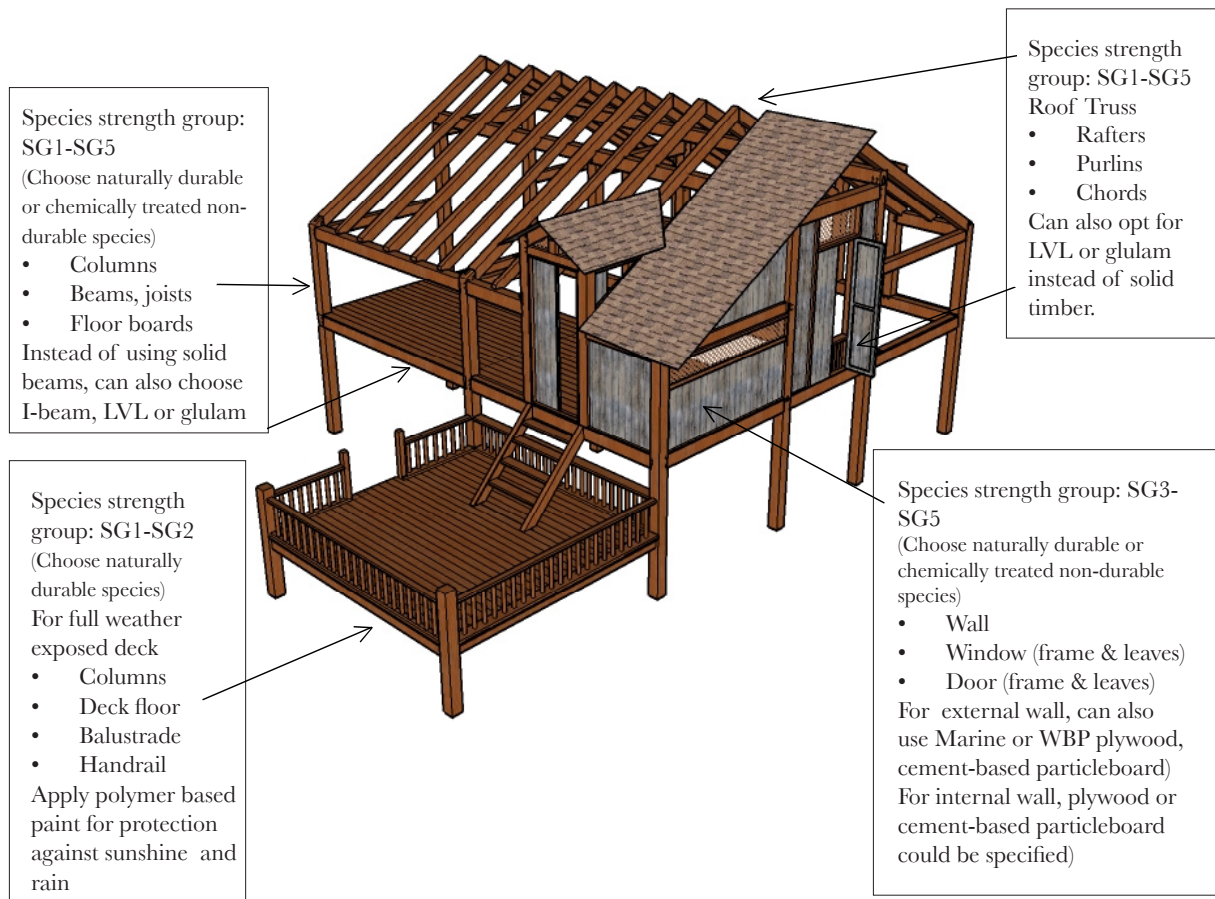 Species strength group:
SG1-SG5
(Choose naturally durable
or chemically treated non-
durable species)
• Columns
• Beams, joists
• Floor boards
Instead of using solid
beams, can also choose
I-beam, LVL or glulam
Species strength
group: SG1-SG5
Roof Truss
• Rafters
• Purlins
• Chords
Can also opt for
LVL or glulam
instead of solid
timber.
Species strength
group: SG1-SG2
(Choose naturally
durable species)
For full weather
exposed deck
• Columns
• Deck floor
• Balustrade
• Handrail
Apply polymer based
paint for protection
against sunshine and
rain
Species strength group: SG3-
SG5
(Choose naturally durable or
chemically treated non-durable
species)
• Wall
• Window (frame & leaves)
• Door (frame & leaves)
For external wall, can also
use Marine or WBP plywood,
cement-based particleboard)
For internal wall, plywood or
cement-based particleboard
could be specified)